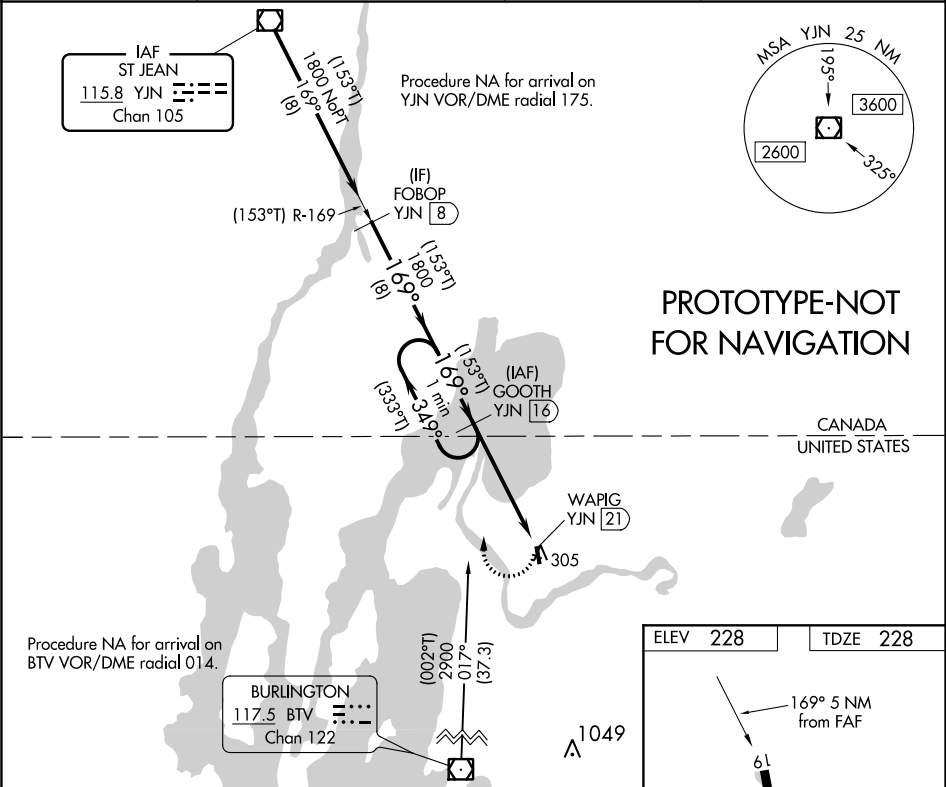 IAF
ST JEAN
115.8 YJN
Chan 105
1800 NoPT
(153°T)
169°
(8)
Procedure NA for arrival on
YJN VOR/DME radial 175.
MSA YJN 25 NM
195°
3600
2600
325°
(IF)
FOBOP
YJN 8
(153°T) R-169
(153°T)
1800
169°
(8)
PROTOTYPE-NOT
FOR NAVIGATION
(153°T)
169°
1 min
349°
(333°T)
(IAF)
GOOTH
YJN 16
CANADA
UNITED STATES
WAPIG
YJN 21
305
Procedure NA for arrival on
BTV VOR/DME radial 014.
(002°T)
2900
017°
(37.3)
BURLINGTON
117.5 BTV
Chan 122
1049
ELEV 228
TDZE 228
169° 5 NM
from FAF
19